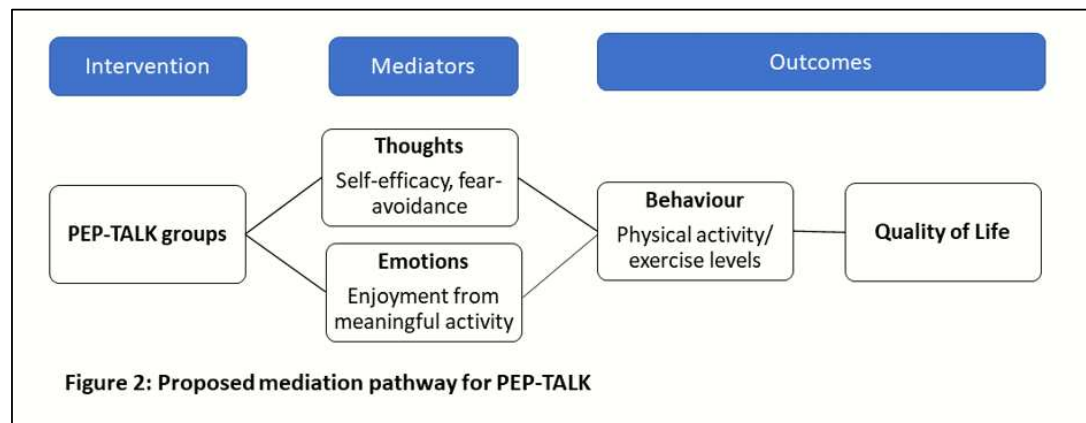 Intervention
Mediators
Outcomes
Thoughts
Self-efficacy, fear-
avoidance
PEP-TALK groups
Emotions
Enjoyment from
meaningful activity
Behaviour
Physical activity/
exercise levels
Quality of Life
Figure 2: Proposed mediation pathway for PEP-TALK